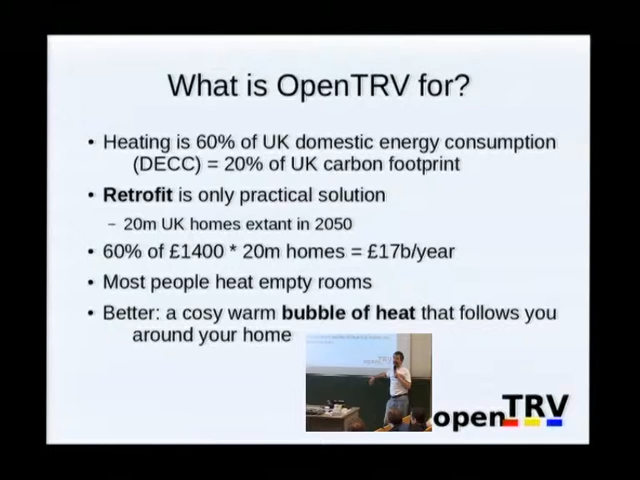 What is OpenTRV for?
• Heating is 60% of UK domestic energy consumption
(DECC) = 20% of UK carbon footprint
• Retrofit is only practical solution
– 20m UK homes extant in 2050
• 60% of £1400 * 20m homes = £17b/year
• Most people heat empty rooms
• Better: a cosy warm bubble of heat that follows you
around your home
openTRV